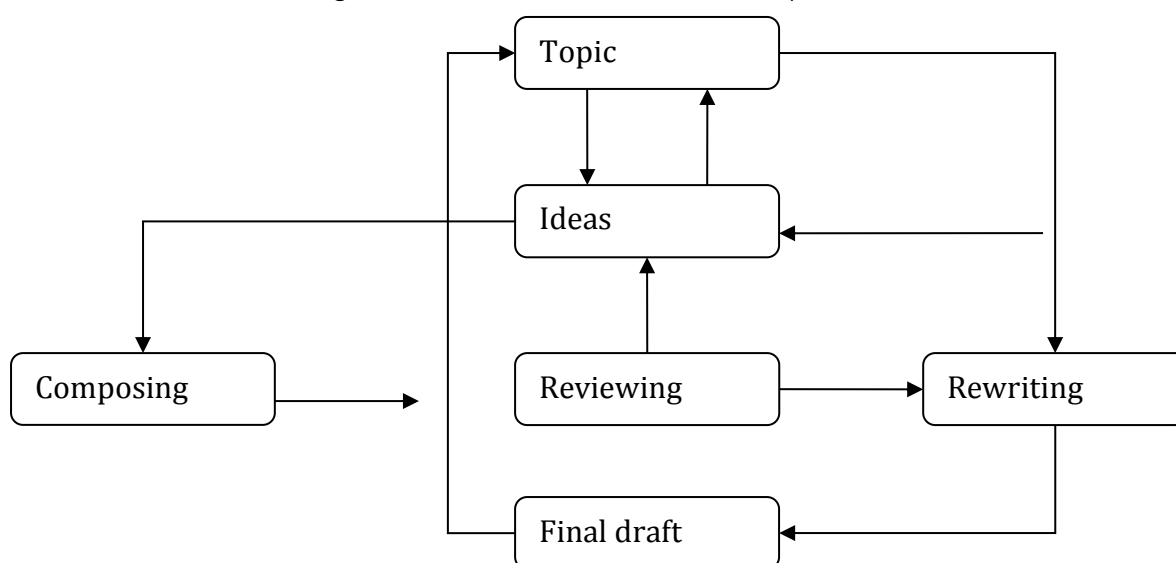 Topic
Ideas
Composing
Reviewing
Rewriting
Final draft